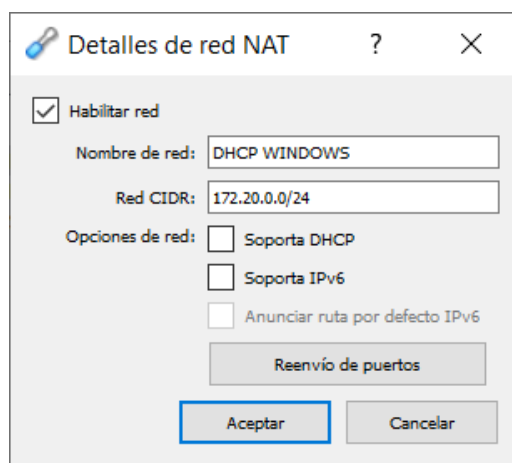 Detalles de red NAT ?
Habilitar red
Nombre de red: DHCP WINDOWS
Red CIDR: 172.20.0.0/24
Opciones de red: Soporta DHCP
Soporta IPv6
Anunciar ruta por defecto IPv6
Reenvío de puertos
Aceptar Cancelar